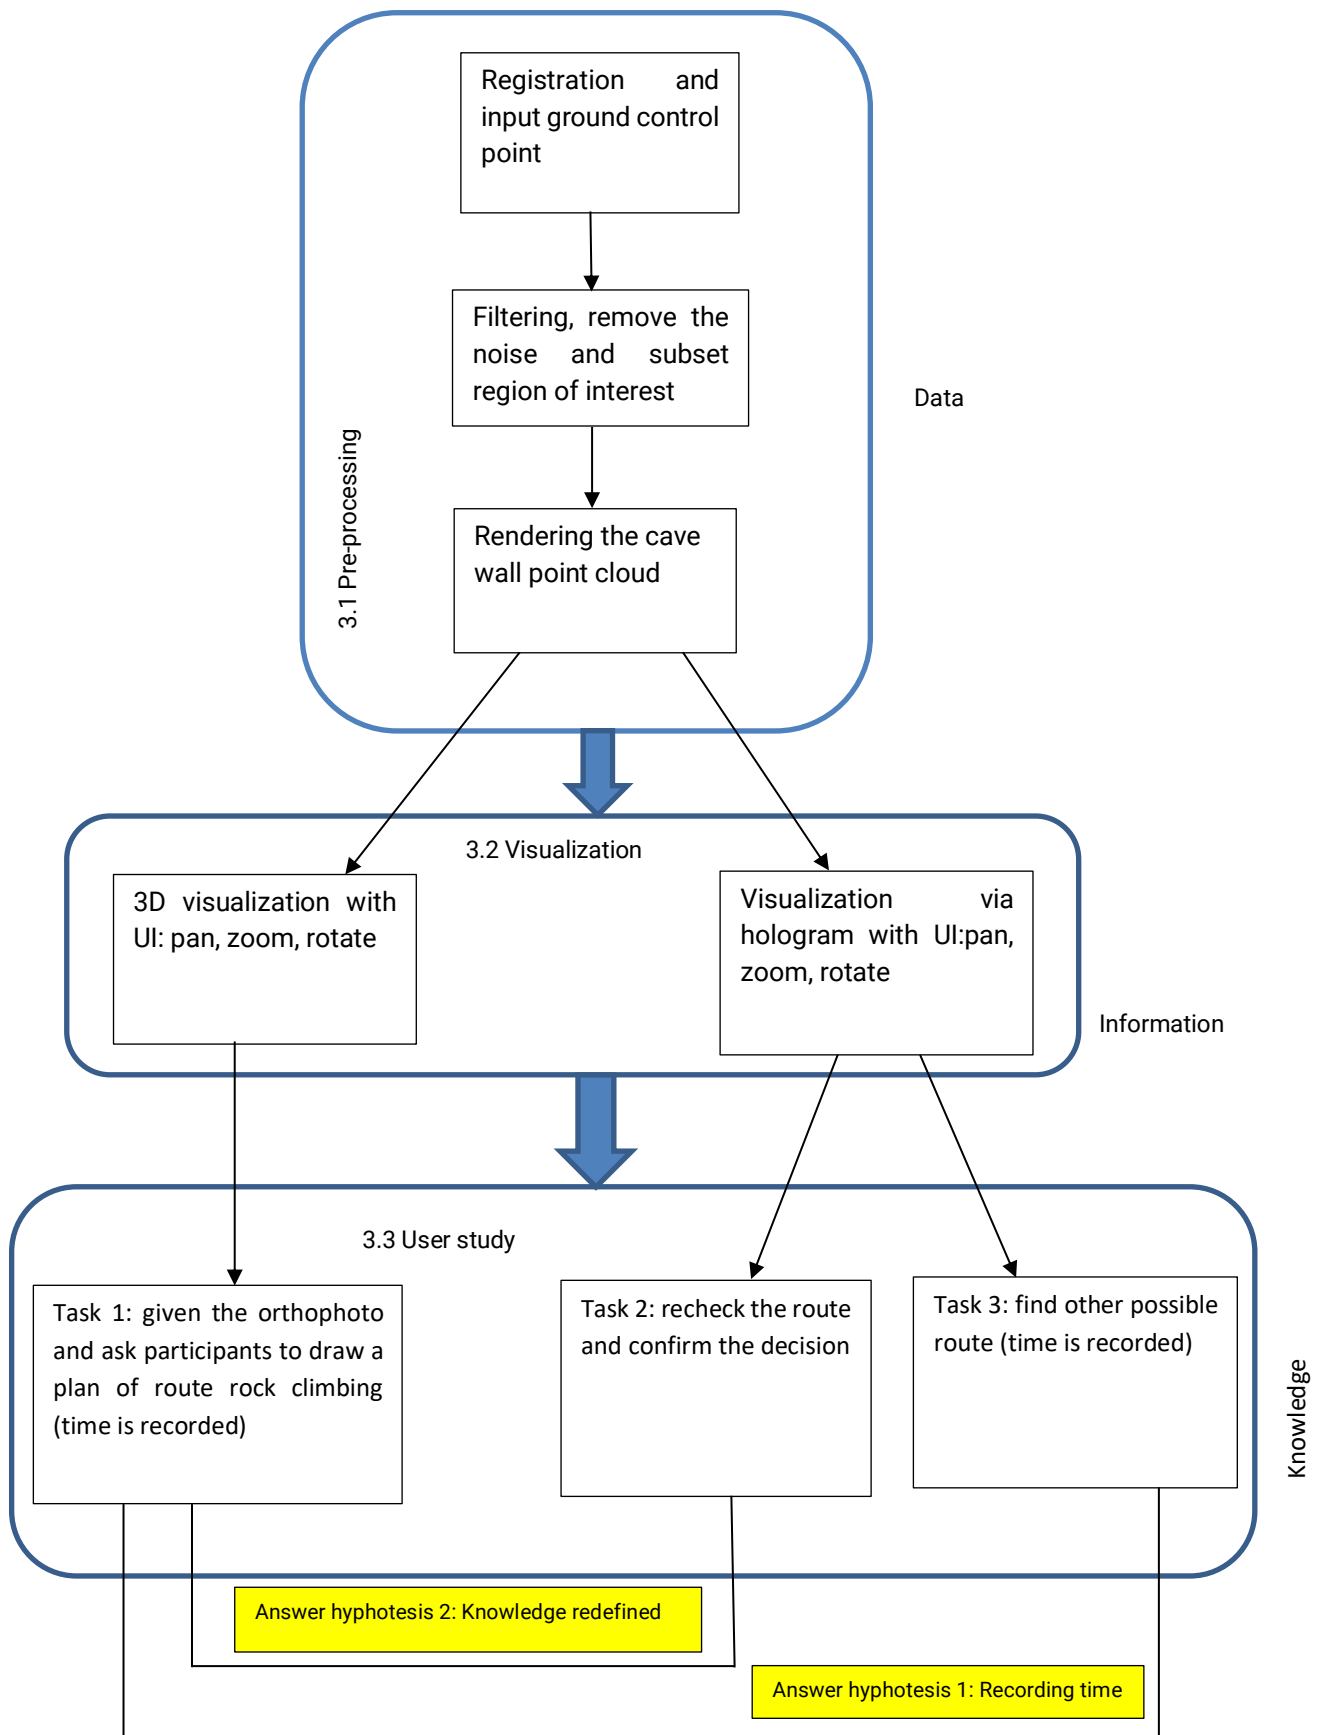 Registration and
input ground control
point
Filtering, remove the
noise and subset
region of interest
Data
3.1 Pre-processing
Rendering the cave
wall point cloud
3.2 Visualization
3D visualization with
UI: pan, zoom, rotate
Visualization via
hologram with UI:pan,
zoom, rotate
Information
3.3 User study
Task 1: given the orthophoto
and ask participants to draw a
plan of route rock climbing
(time is recorded)
Task 2: recheck the route
and confirm the decision
Task 3: find other possible
route (time is recorded)
Knowledge
Answer hyphotesis 2: Knowledge redefined
Answer hyphotesis 1: Recording time